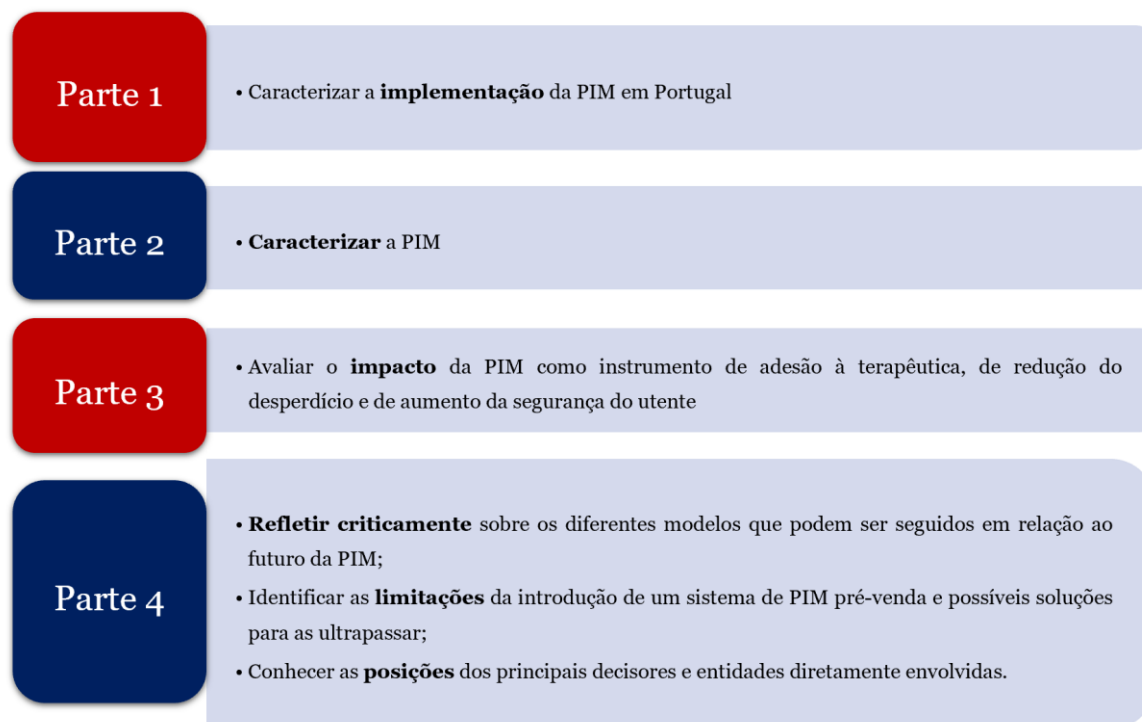 Parte 1
• Caracterizar a implementação da PIM em Portugal
Parte 2
• Caracterizar a PIM
Parte 3
• Avaliar o impacto da PIM como instrumento de adesão à terapêutica, de redução do
desperdício e de aumento da segurança do utente
Parte 4
• Refletir criticamente sobre os diferentes modelos que podem ser seguidos em relação ao
futuro da PIM;
• Identificar as limitações da introdução de um sistema de PIM pré-venda e possíveis soluções
para as ultrapassar;
• Conhecer as posições dos principais decisores e entidades diretamente envolvidas.